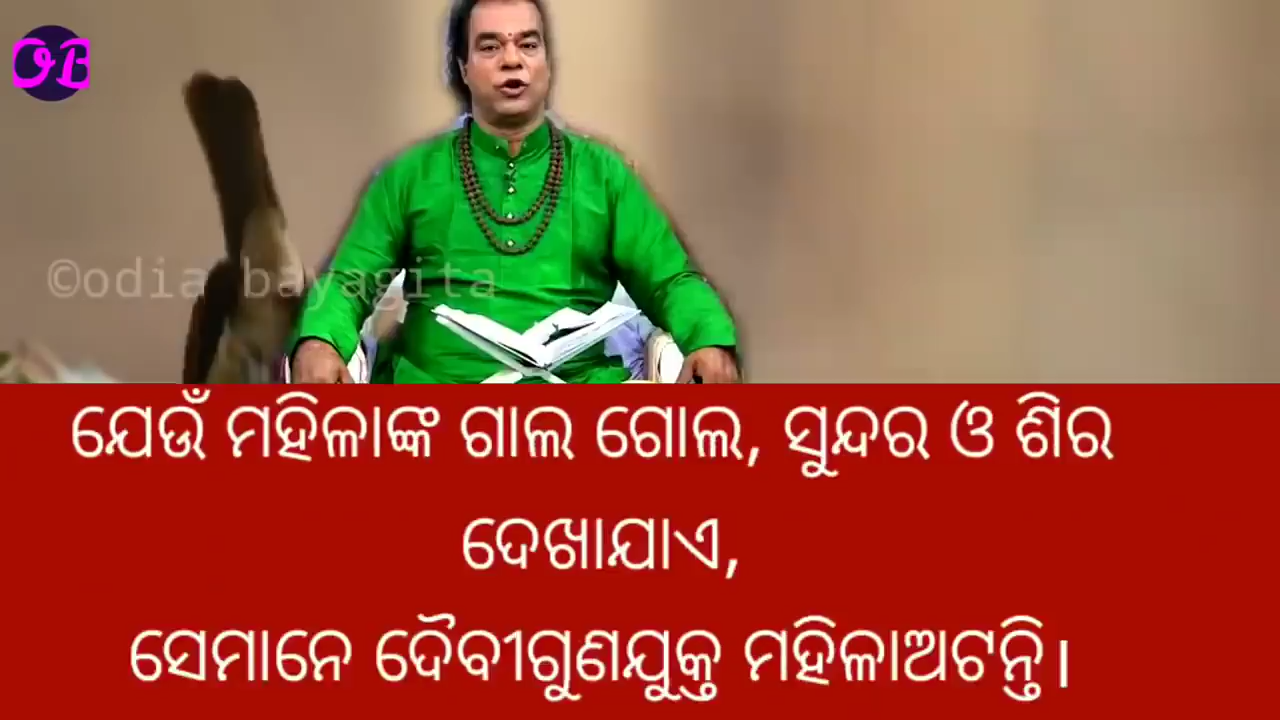 OB
©odia bayagita
ଯେଉଁ ମହିଳାଙ୍କ ଗାଲ ଗୋଲ, ସୁନ୍ଦର ଓ ଶିର
ଦେଖାଯାଏ,
ସେମାନେ ଦୈବୀଗୁଣଯୁକ୍ତ ମହିଳାଅଟନ୍ତି।